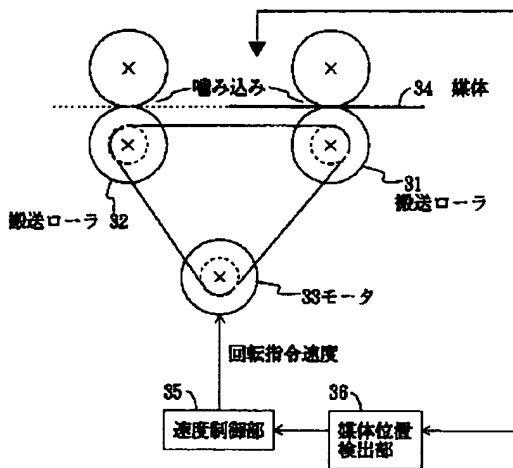 噛み込み
34 媒体
31
搬送ローラ
搬送ローラ 32
33モータ
回転指令速度
35
速度制御部
36
媒体位置
検出部